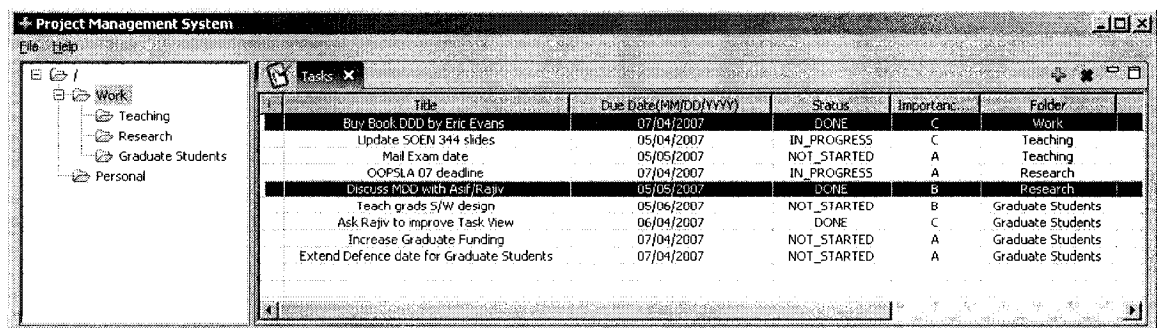 Project Management System
File Help
/
Work
Teaching
Research
Graduate Students
Personal
Tasks
! Title Due Date(MM/DD/YYYY) Status Importanc... Folder
Buy Book DDD by Eric Evans 07/04/2007 DONE C Work
Update SOEN 344 slides 05/04/2007 IN_PROGRESS C Teaching
Mail Exam date 05/05/2007 NOT_STARTED A Teaching
OOPSLA 07 deadline 07/04/2007 IN_PROGRESS A Research
Discuss MDD with Asif/Rajiv 05/05/2007 DONE B Research
Teach grads S/W design 05/06/2007 NOT_STARTED B Graduate Students
Ask Rajiv to improve Task View 06/04/2007 DONE C Graduate Students
Increase Graduate Funding 07/04/2007 NOT_STARTED A Graduate Students
Extend Defence date for Graduate Students 07/04/2007 NOT_STARTED A Graduate Students